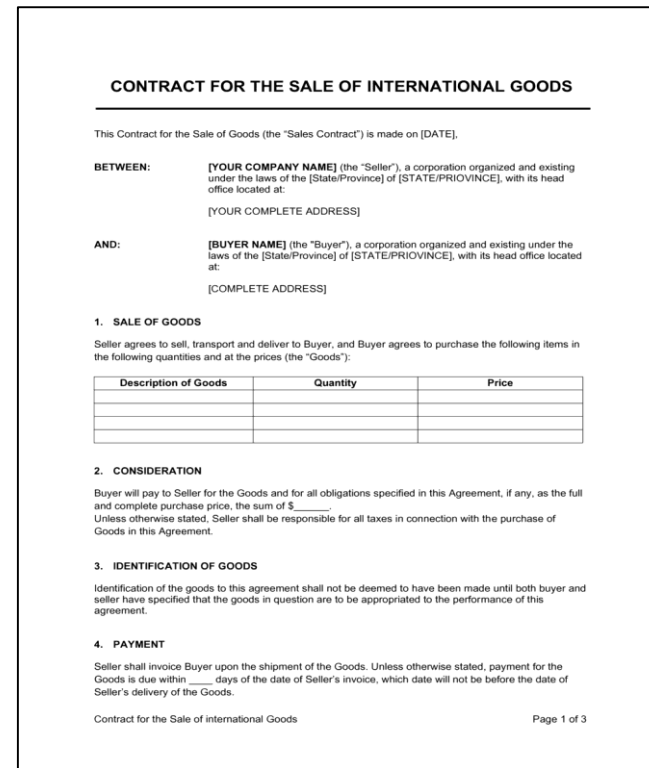 CONTRACT FOR THE SALE OF INTERNATIONAL GOODS
This Contract for the Sale of Goods (the “Sales Contract”) is made on [DATE],
BETWEEN: [YOUR COMPANY NAME] (the “Seller”), a corporation organized and existing
under the laws of the [State/Province] of [STATE/PRIOVINCE], with its head
office located at:
[YOUR COMPLETE ADDRESS]
AND: [BUYER NAME] (the "Buyer"), a corporation organized and existing under the
laws of the [State/Province] of [STATE/PRIOVINCE], with its head office located
at:
[COMPLETE ADDRESS]
1. SALE OF GOODS
Seller agrees to sell, transport and deliver to Buyer, and Buyer agrees to purchase the following items in
the following quantities and at the prices (the “Goods”):
Description of Goods Quantity Price
2. CONSIDERATION
Buyer will pay to Seller for the Goods and for all obligations specified in this Agreement, if any, as the full
and complete purchase price, the sum of $______.
Unless otherwise stated, Seller shall be responsible for all taxes in connection with the purchase of
Goods in this Agreement.
3. IDENTIFICATION OF GOODS
Identification of the goods to this agreement shall not be deemed to have been made until both buyer and
seller have specified that the goods in question are to be appropriated to the performance of this
agreement.
4. PAYMENT
Seller shall invoice Buyer upon the shipment of the Goods. Unless otherwise stated, payment for the
Goods is due within ____ days of the date of Seller’s invoice, which date will not be before the date of
Seller’s delivery of the Goods.
Contract for the Sale of international Goods Page 1 of 3